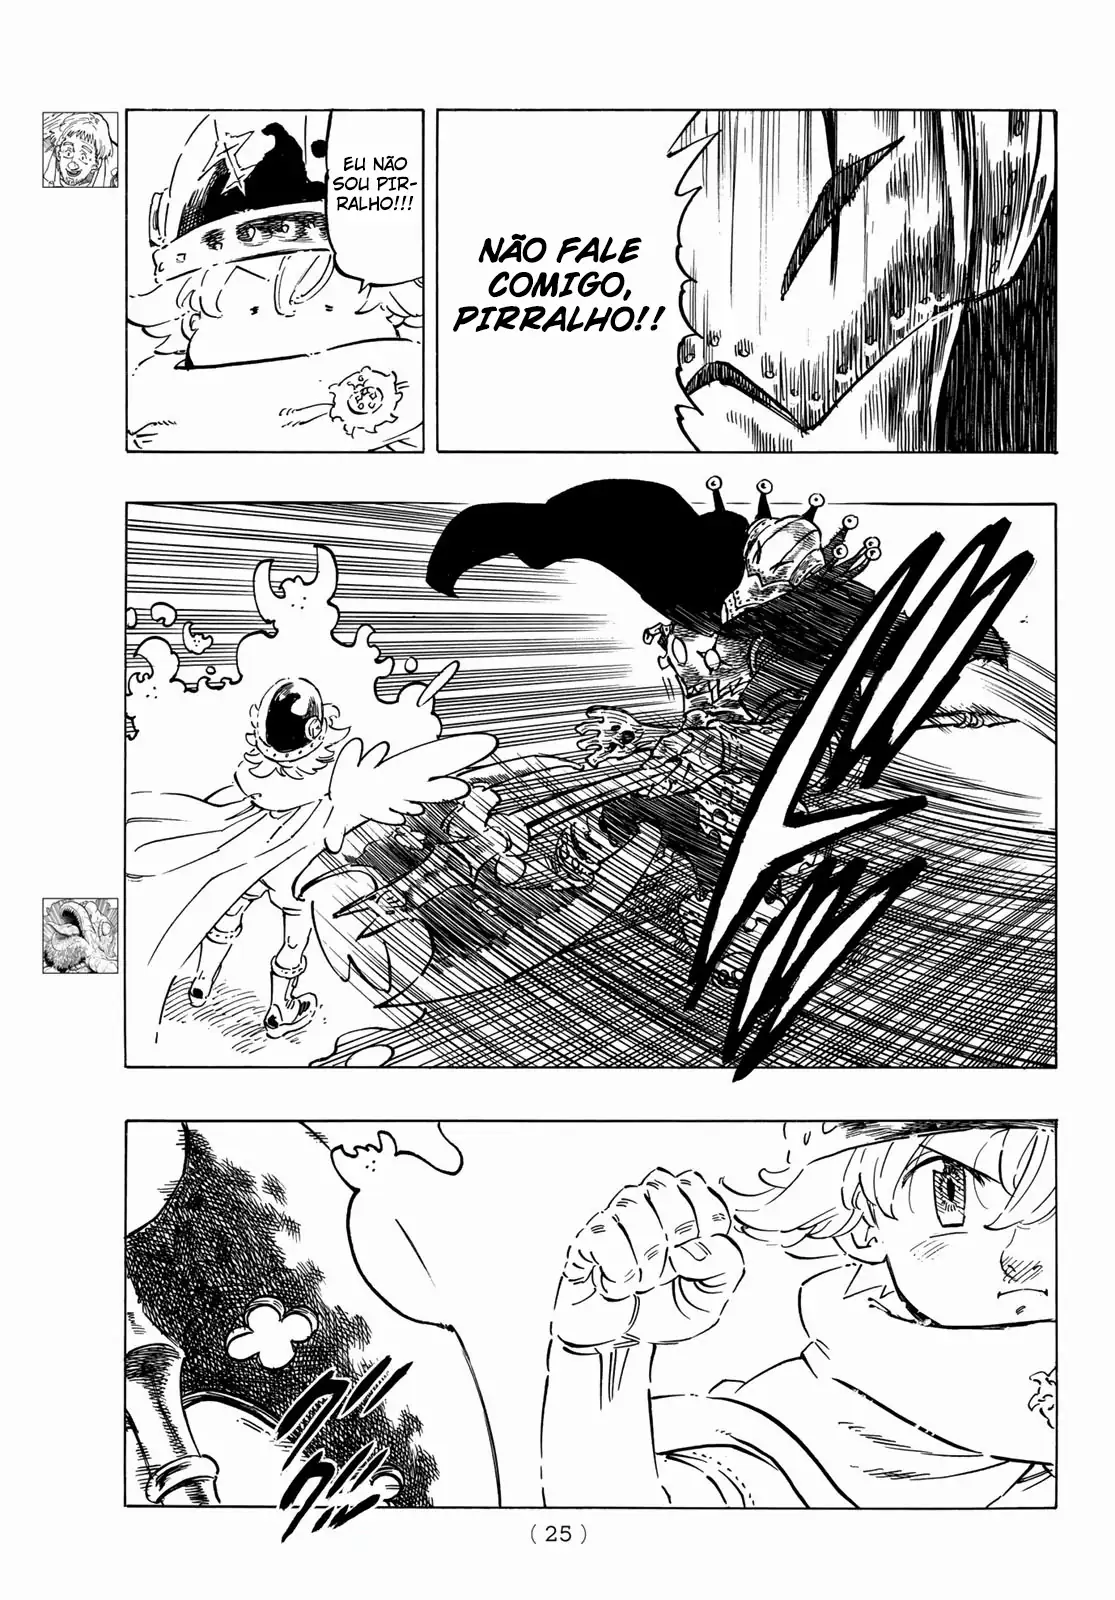 NÃO FALE
COMIGO,
PIRRALHO!!
EU NÃO
SOU PIR-
RALHO!!!
( 25 )